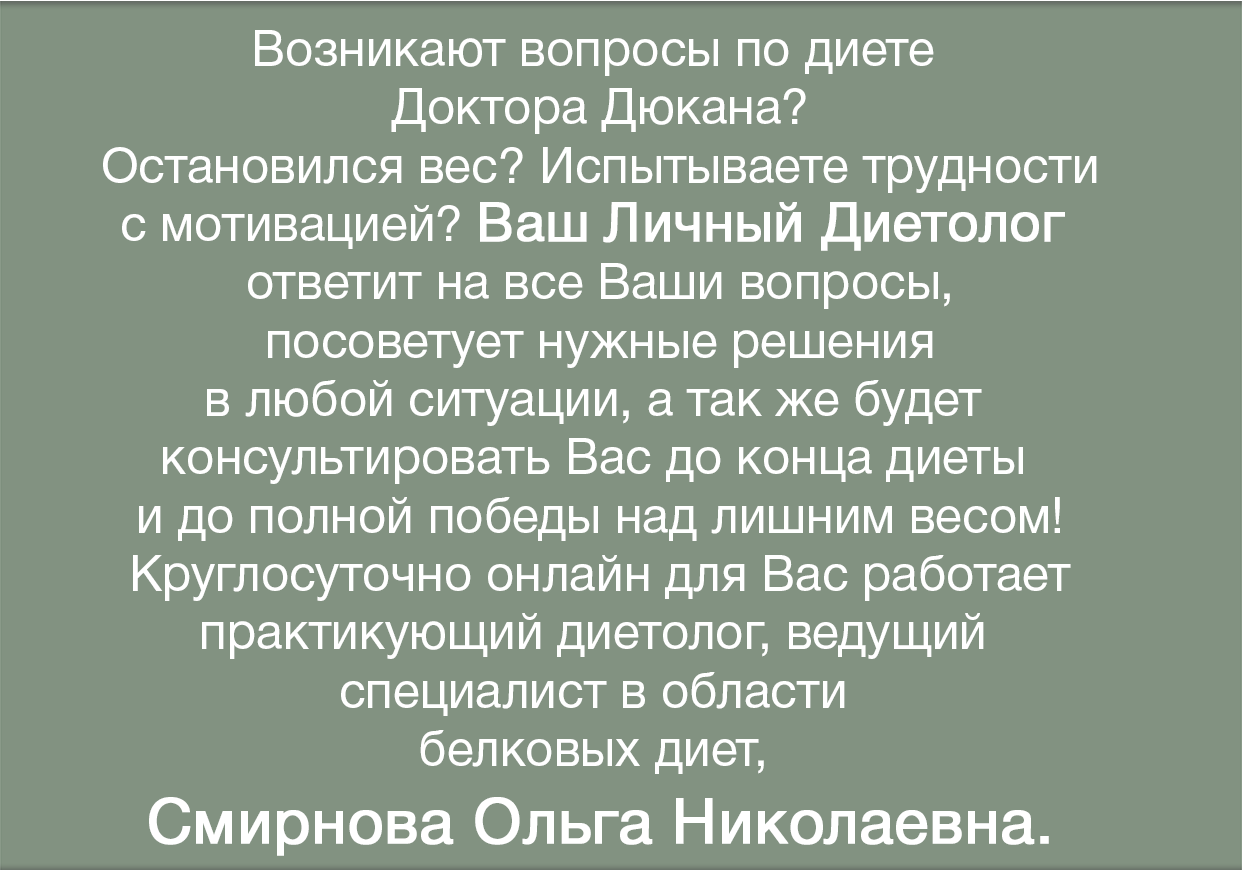 Возникают вопросы по диете
Доктора Дюкана?
Остановился вес? Испытываете трудности
с мотивацией? Ваш Личный Диетолог
ответит на все Ваши вопросы,
посоветует нужные решения
в любой ситуации, а так же будет
консультировать Вас до конца диеты
и до полной победы над лишним весом!
Круглосуточно онлайн для Вас работает
практикующий диетолог, ведущий
специалист в области
белковых диет,
Смирнова Ольга Николаевна.